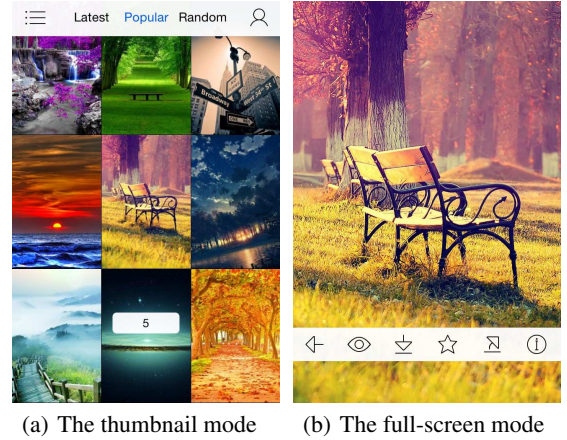 Latest Popular Random
Broadway
5
(a) The thumbnail mode
(b) The full-screen mode